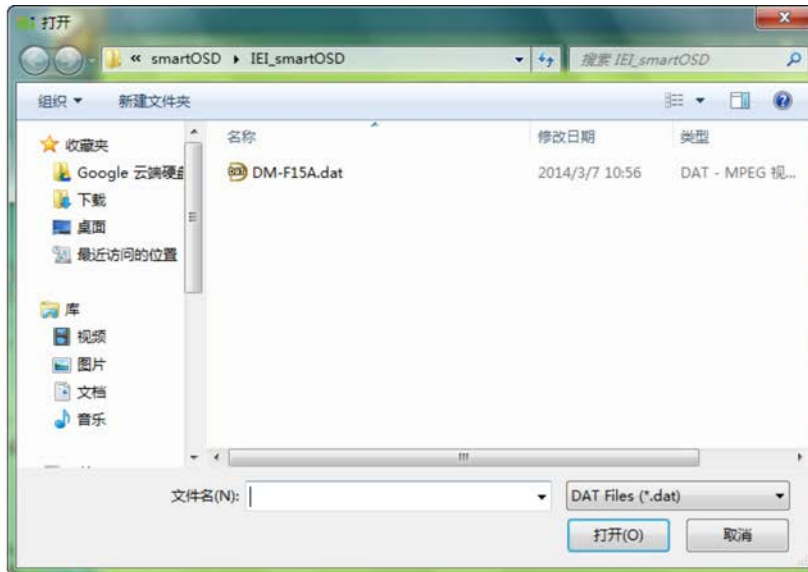 打开
« smartOSD ▸ IEI_smartOSD
搜索 IEI_smartOSD
组织 ▼ 新建文件夹
名称 修改日期 类型
收藏夹
Google 云端硬盘
下载
桌面
最近访问的位置
库
视频
图片
文档
音乐
DM-F15A.dat 2014/3/7 10:56 DAT - MPEG 视...
文件名(N):
DAT Files (*.dat)
打开(O) 取消